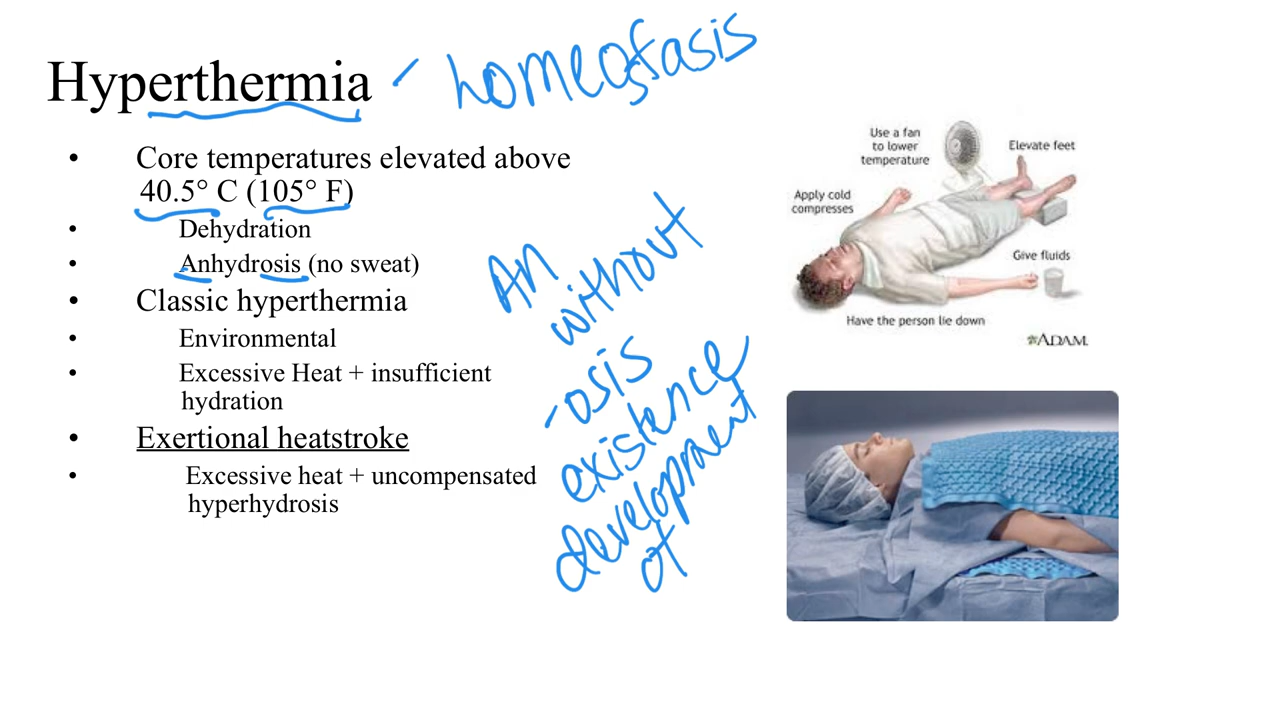 Hyperthermia - homeostasis
• Core temperatures elevated above
40.5° C (105° F)
• Dehydration
• Anhydrosis (no sweat)
• Classic hyperthermia
• Environmental
• Excessive Heat + insufficient
hydration
• Exertional heatstroke
• Excessive heat + uncompensated
hyperhydrosis
An
without
-osis
existence
development
of
Use a fan
to lower
temperature
Elevate feet
Apply cold
compresses
Give fluids
Have the person lie down
ADAM.